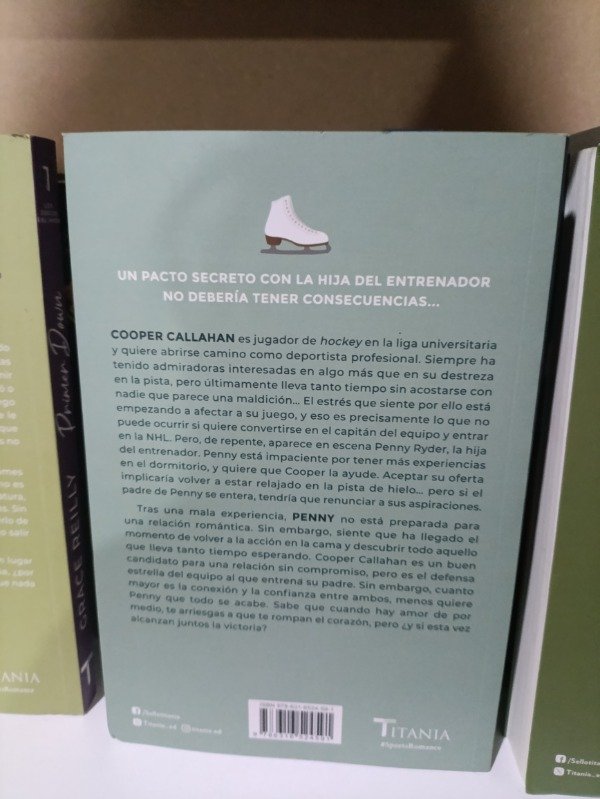 UN PACTO SECRETO CON LA HIJA DEL ENTRENADOR
NO DEBERÍA TENER CONSECUENCIAS...
COOPER CALLAHAN es jugador de hockey en la liga universitaria
y quiere abrirse camino como deportista profesional. Siempre ha
tenido admiradoras interesadas en algo más que en su destreza
en la pista, pero últimamente lleva tanto tiempo sin acostarse con
nadie que parece una maldición... El estrés que siente por ello está
empezando a afectar a su juego, y eso es precisamente lo que no
puede ocurrir si quiere convertirse en el capitán del equipo y entrar
en la NHL. Pero, de repente, aparece en escena Penny Ryder, la hija
del entrenador. Penny está impaciente por tener más experiencias
en el dormitorio, y quiere que Cooper la ayude. Aceptar su oferta
implicaría volver a estar relajado en la pista de hielo... pero si el
padre de Penny se entera, tendría que renunciar a sus aspiraciones.
Tras una mala experiencia, PENNY no está preparada para
una relación romántica. Sin embargo, siente que ha llegado el
momento de volver a la acción en la cama y descubrir todo aquello
que lleva tanto tiempo esperando. Cooper Callahan es un buen
candidato para una relación sin compromiso, pero es el defensa
estrella del equipo al que entrena su padre. Sin embargo, cuanto
mayor es la conexión y la confianza entre ambos, menos quiere
Penny que todo se acabe. Sabe que cuando hay amor de por
medio, te arriesgas a que te rompan el corazón, pero ¿y si esta vez
alcanzan juntos la victoria?
/Sellotitania
Titania_ed
titania.ed
TITANIA
#SportsRomance
GRACE REILLY
Primer Down